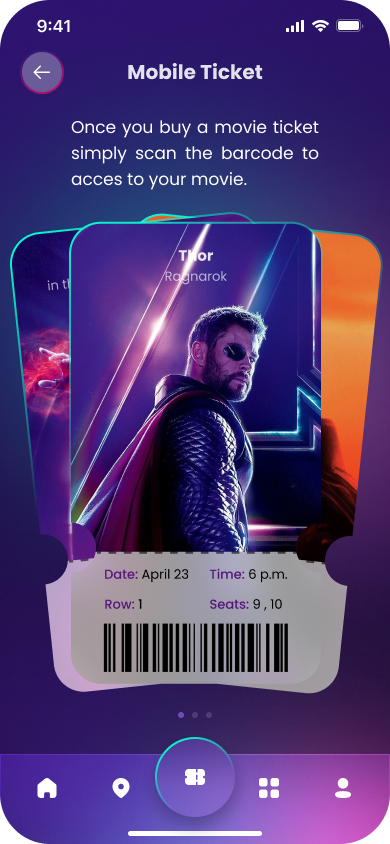 9:41
Mobile Ticket
Once you buy a movie ticket
simply scan the barcode to
acces to your movie.
Thor
Ragnarok
in th
Date: April 23 Time: 6 p.m.
Row: 1 Seats: 9 , 10